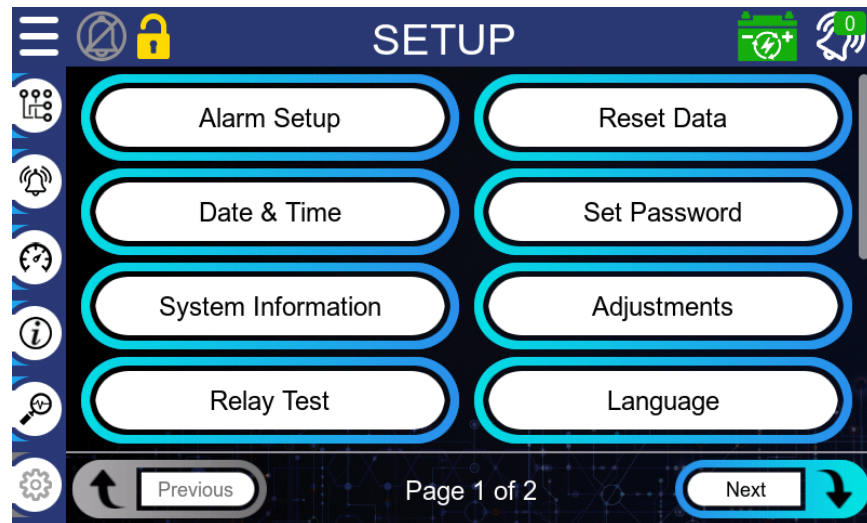 SETUP
0
Alarm Setup
Reset Data
Date & Time
Set Password
System Information
Adjustments
Relay Test
Language
Previous
Page 1 of 2
Next